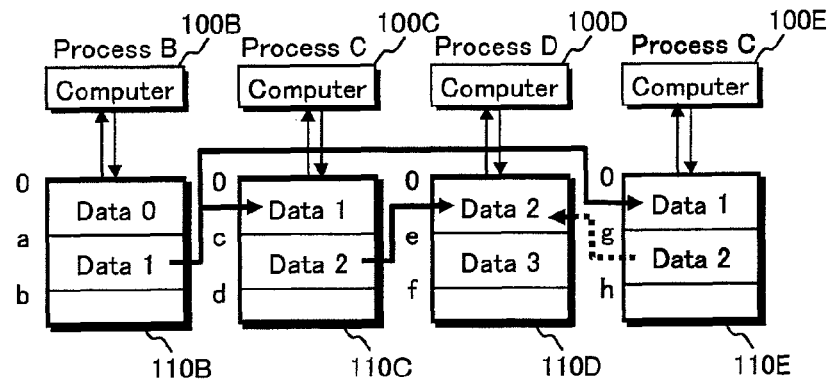 100B 100C 100D 100E
Process B Process C Process D Process C
Computer Computer Computer Computer
0 0 0 0
Data 0 Data 1 Data 2 Data 1
a c e g
Data 1 Data 2 Data 3 Data 2
b d f h
110B 110C 110D 110E